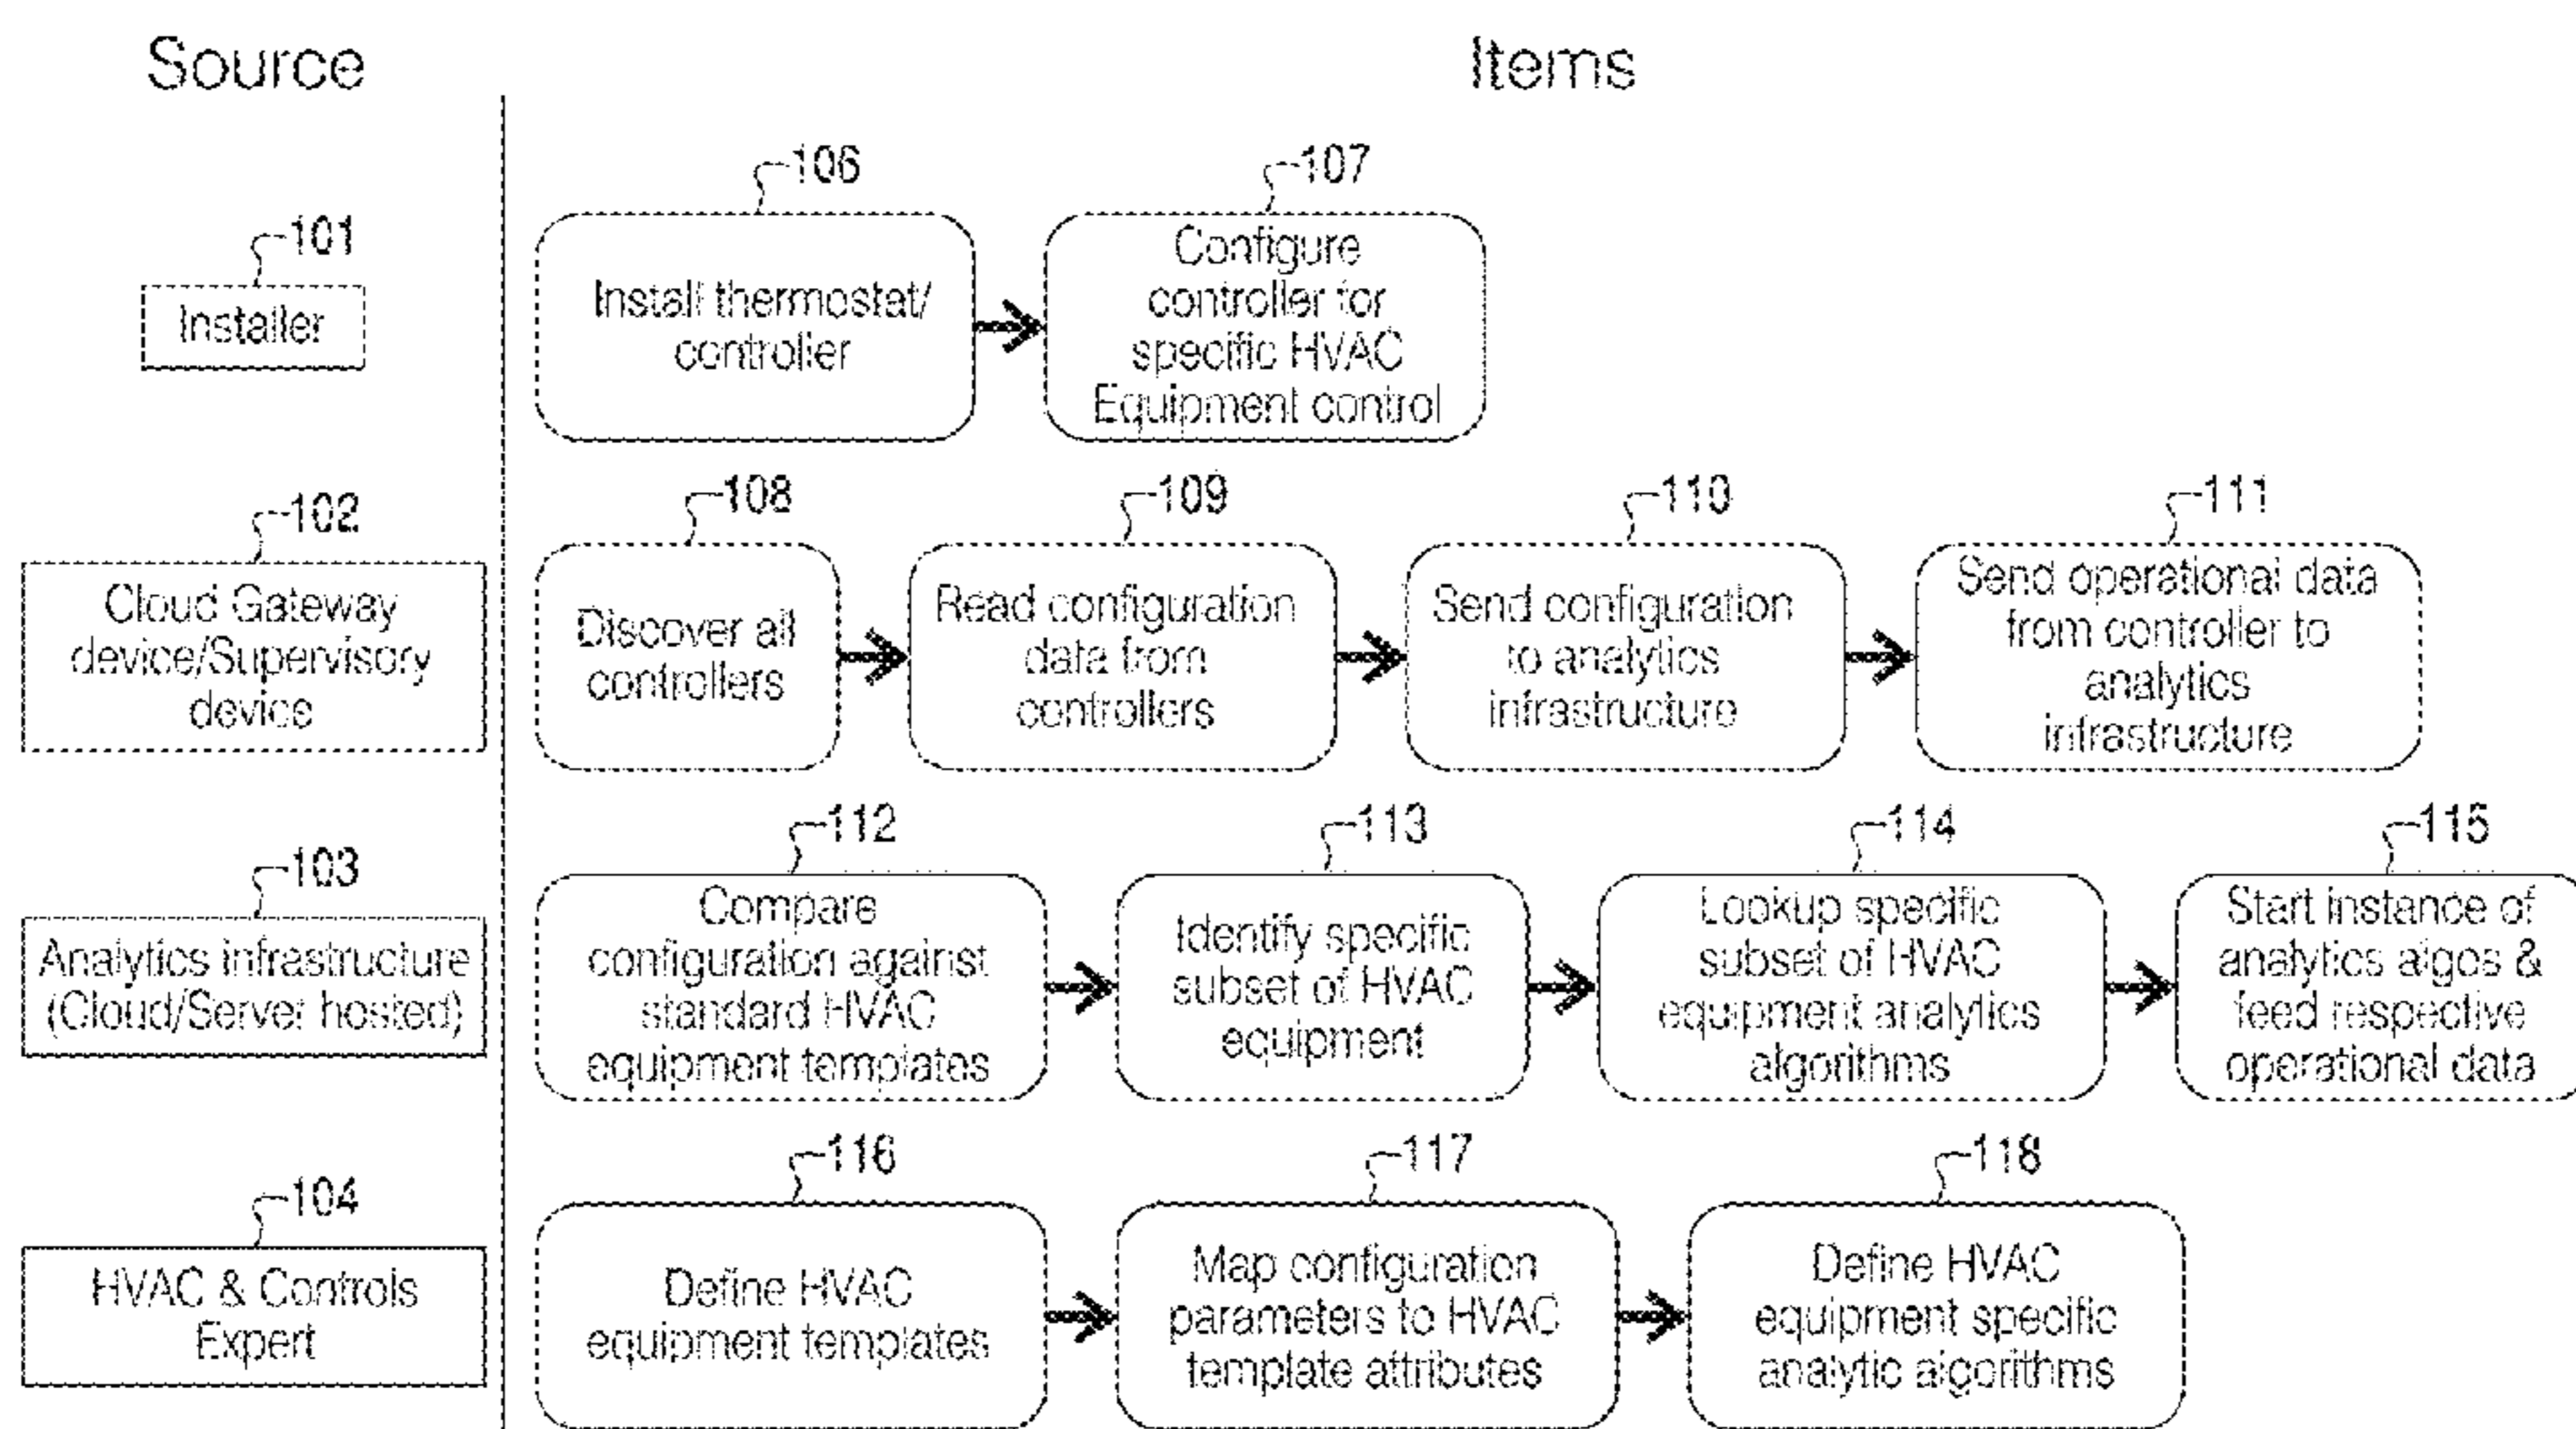 Source
Items
101
Installer
106
Install thermostat/
controller
107
Configure
controller for
specific HVAC
Equipment control
102
Cloud Gateway
device/Supervisory
device
108
Discover all
controllers
109
Read configuration
data from
controllers
110
Send configuration
to analytics
infrastructure
111
Send operational data
from controller to
analytics
infrastructure
103
Analytics infrastructure
(Cloud/Server hosted)
112
Compare
configuration against
standard HVAC
equipment templates
113
Identify specific
subset of HVAC
equipment
114
Lookup specific
subset of HVAC
equipment analytics
algorithms
115
Start instance of
analytics algos &
feed respective
operational data
104
HVAC & Controls
Expert
116
Define HVAC
equipment templates
117
Map configuration
parameters to HVAC
template attributes
118
Define HVAC
equipment specific
analytic algorithms